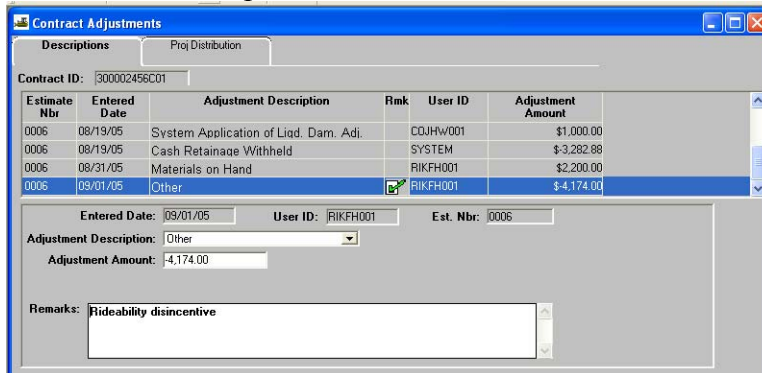 Contract Adjustments
Descriptions Proj Distribution
Contract ID: 300002456C01
Estimate Nbr Entered Date Adjustment Description Rmk User ID Adjustment Amount
0006 08/19/05 System Application of Liqd. Dam. Adj. COJHW001 $1,000.00
0006 08/19/05 Cash Retainage Withheld SYSTEM $-3,282.88
0006 08/31/05 Materials on Hand RIKFH001 $2,200.00
0006 09/01/05 Other RIKFH001 $-4,174.00
Entered Date: 09/01/05 User ID: RIKFH001 Est. Nbr: 0006
Adjustment Description: Other
Adjustment Amount: -4,174.00
Remarks: Rideability disincentive